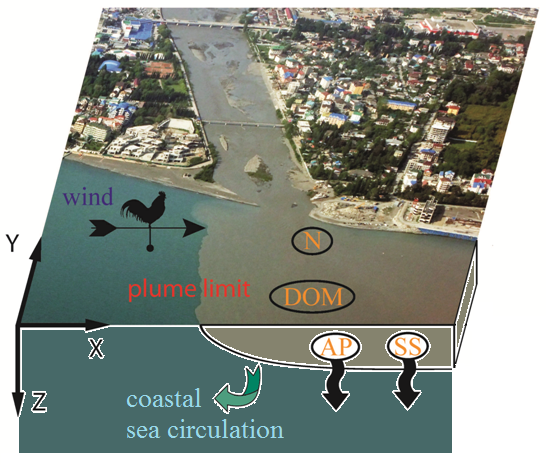 wind
N
Y
plume limit
DOM
X
AP
SS
Z
coastal
sea circulation